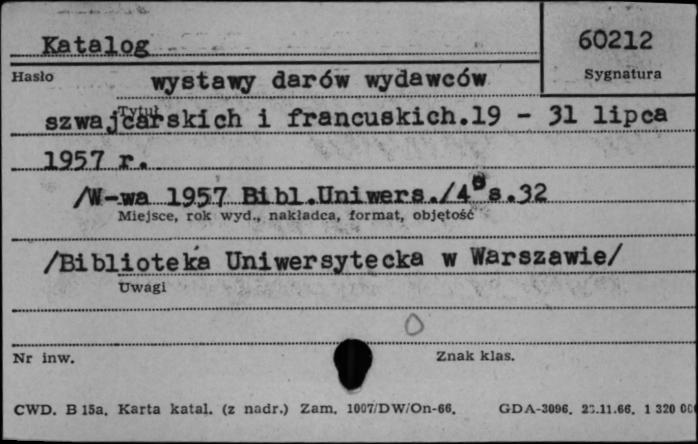 Katalog
60212
Hasło
Sygnatura
wystawy darów wydawców
Tytuł
szwajcarskich i francuskich.19 - 31 lipca
1957 r.
/W-wa 1957 Bibl.Uniwers./4° s.32
Miejsce, rok wyd., nakładca, format, objętość
/Biblioteka Uniwersytecka w Warszawie/
Uwagi
Nr inw.
Znak klas.
CWD. B 15a. Karta katal. (z nadr.) Zam. 1007/DW/On-66. GDA-3096. 11.66. 1 320